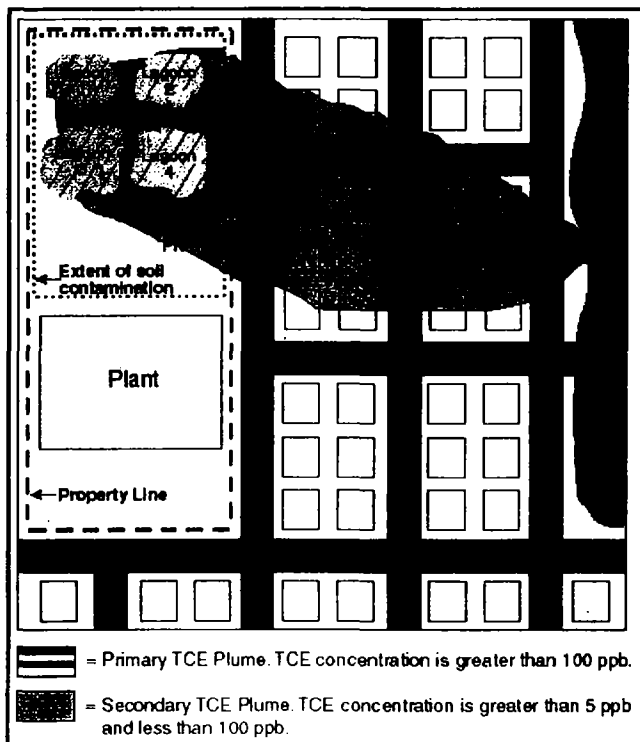 Lagoon
2
Lagoon
4
Extent of soil
contamination
Plant
Property Line
= Primary TCE Plume. TCE concentration is greater than 100 ppb.
= Secondary TCE Plume. TCE concentration is greater than 5 ppb
and less than 100 ppb.